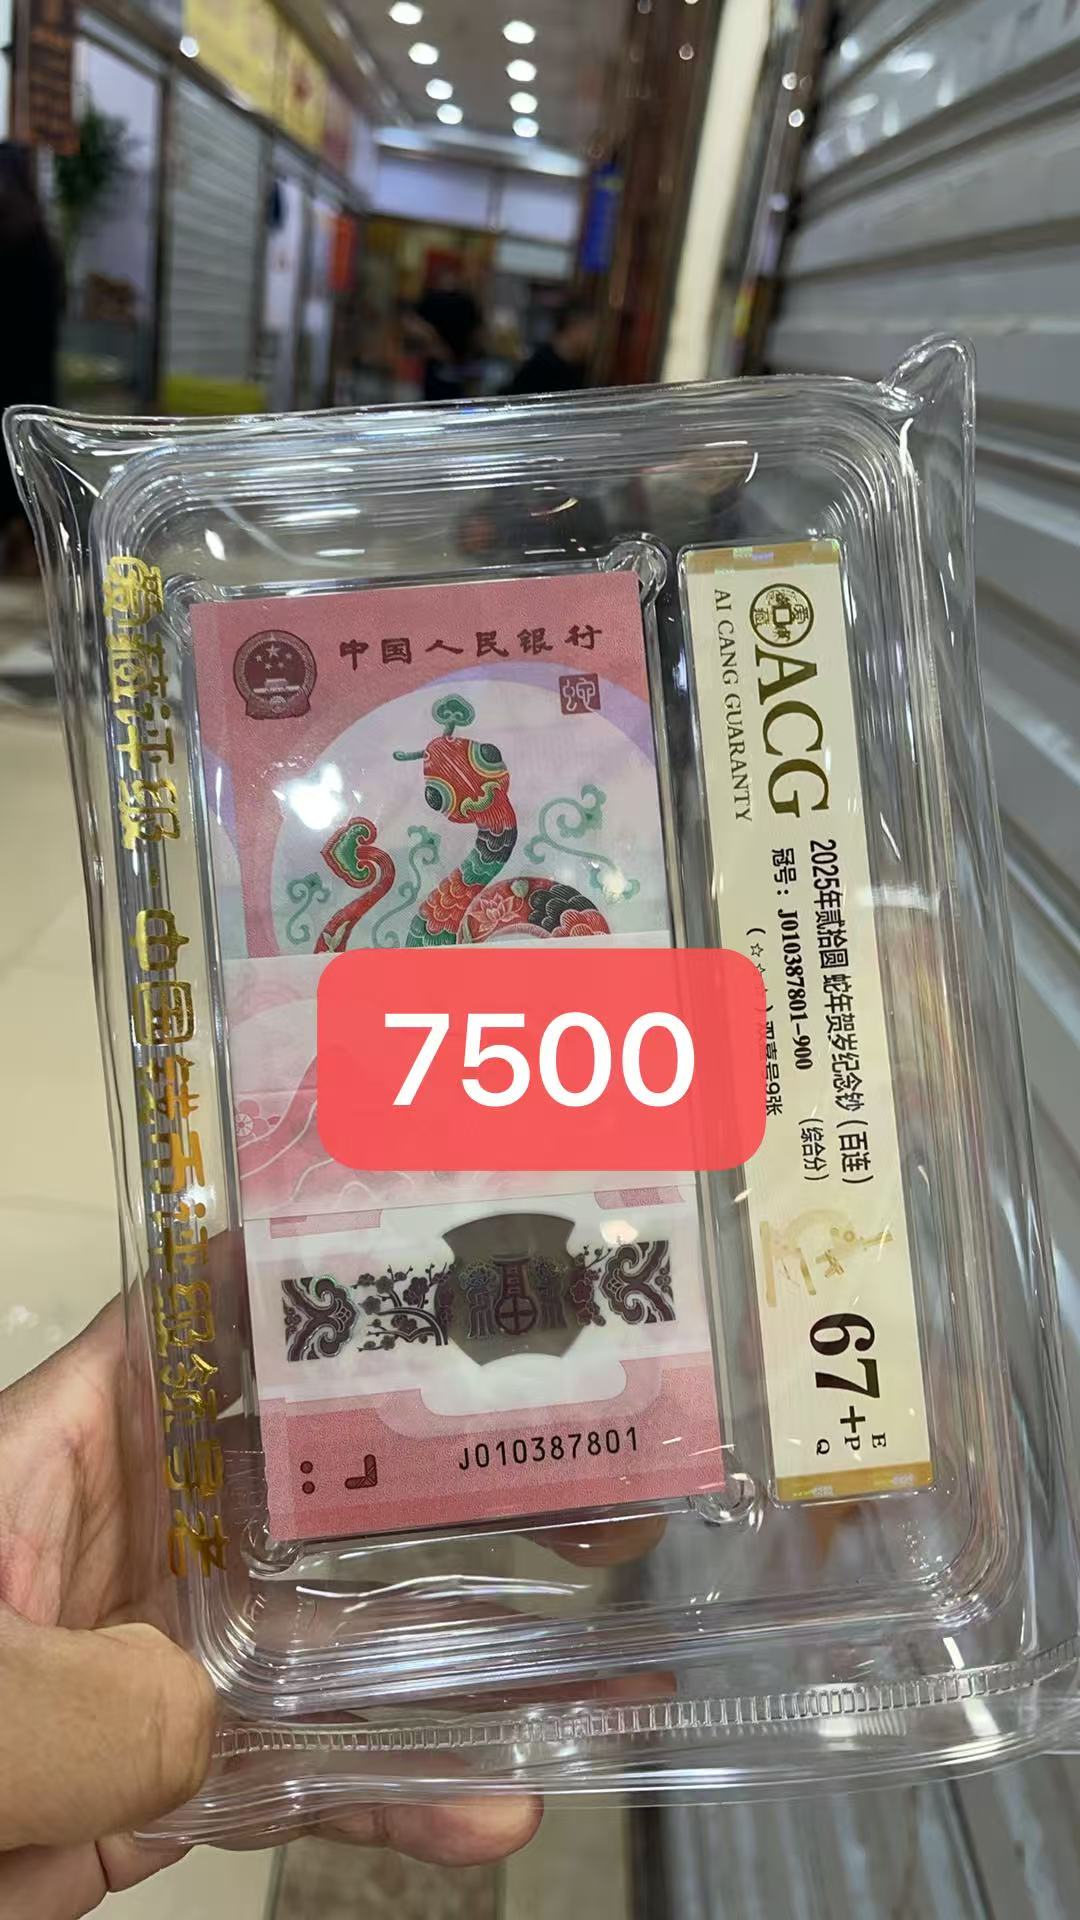 爱藏评级-中国钱币评级领导者
中国人民银行
蛇
7500
J010387801
ACG
AI CANG GUARANTY
2025年贰拾圆 蛇年贺岁纪念钞（百连）
冠号：J010387801-900
（综合分）
67+
E
P
Q